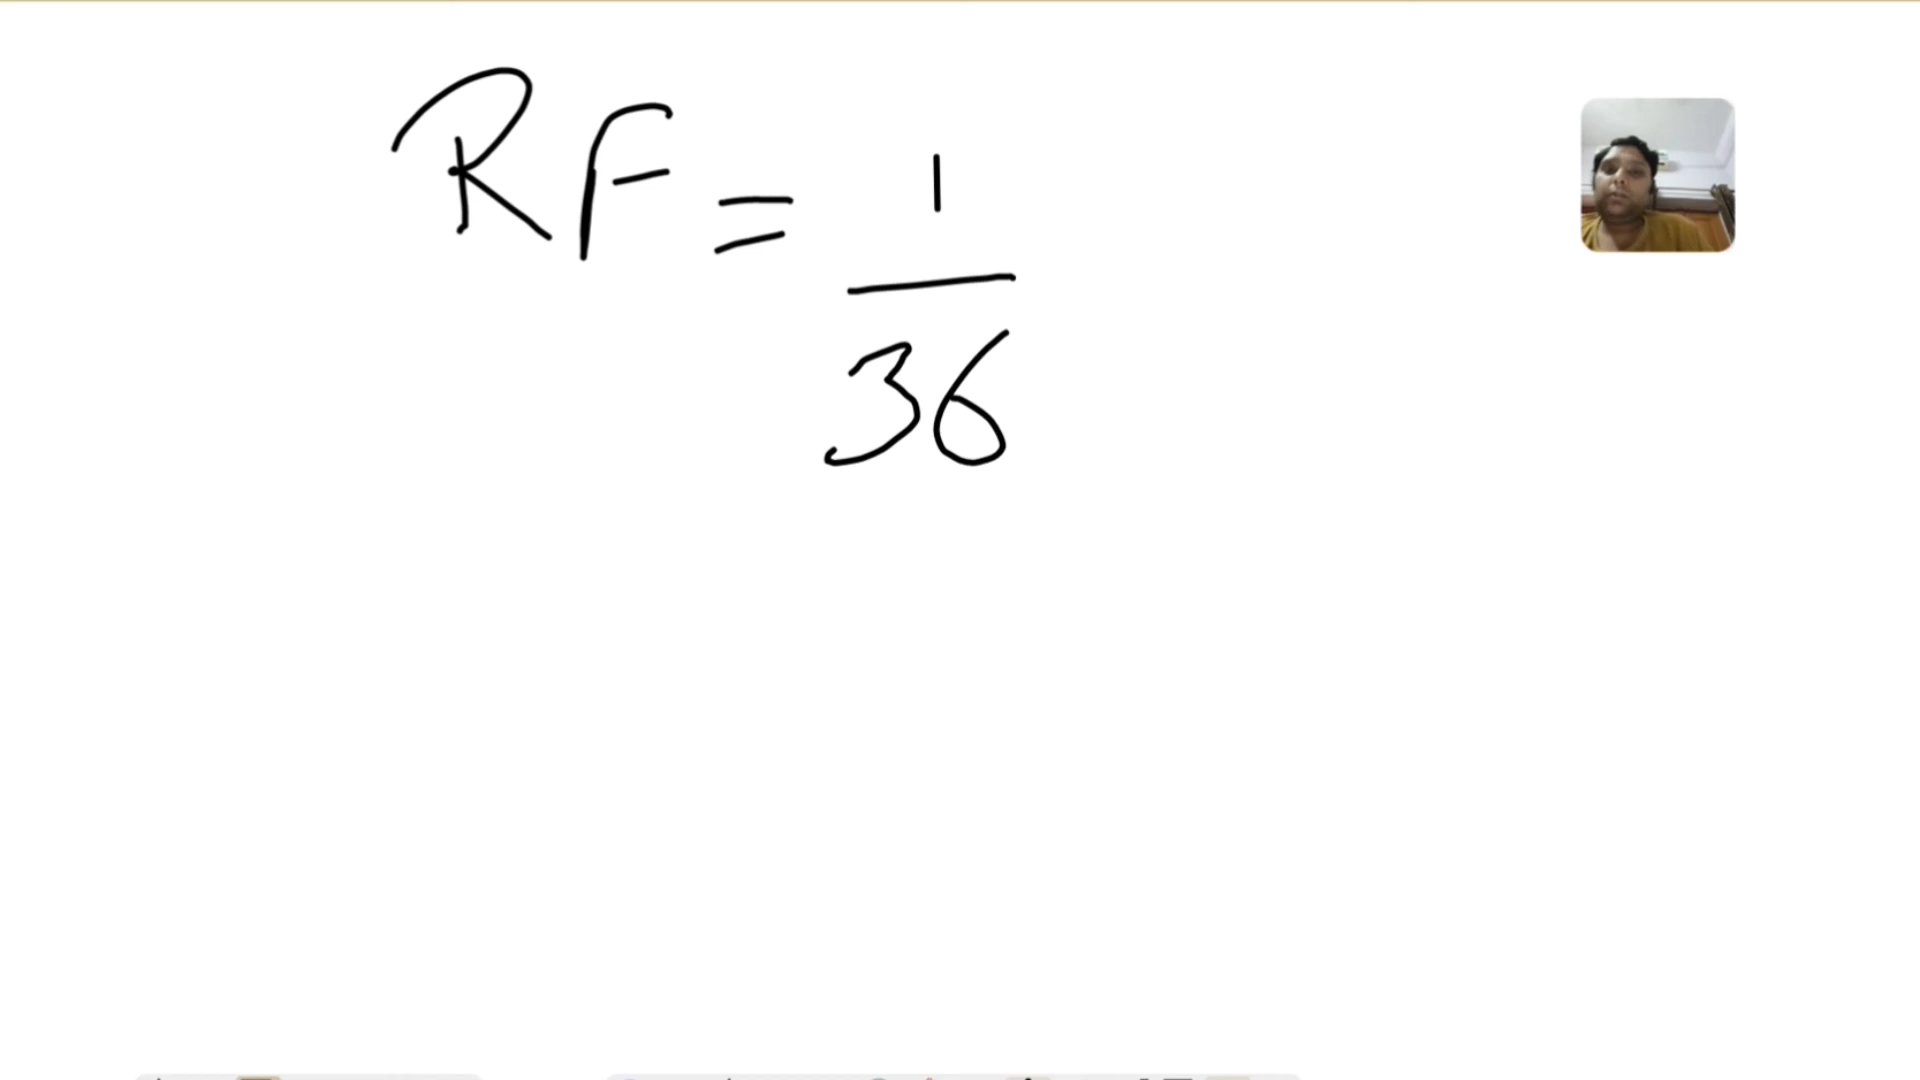 RF = 1/36